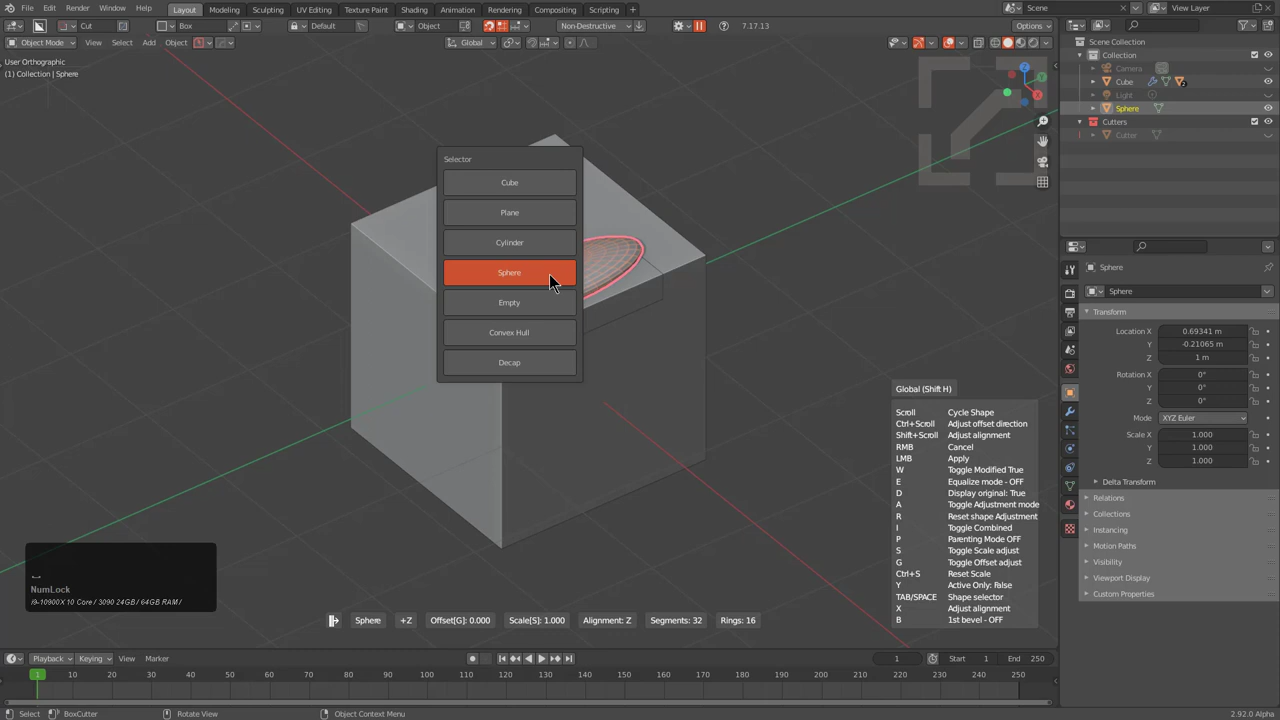 File Edit Render Window Help Layout Modeling Sculpting UV Editing Texture Paint Shading Animation Rendering Compositing Scripting + Scene View Layer
Cut Box Default Object Non-Destructive 7.17.13 Options
Object Mode View Select Add Object Global
User Orthographic
(1) Collection | Sphere
Scene Collection
Collection
Camera
Cube
Light
Sphere
Cutters
Cutter
Z
Y
X
Selector
Cube
Plane
Cylinder
Sphere
Empty
Convex Hull
Decap
Sphere
Sphere
Transform
Location X 0.69341 m
Y -0.21065 m
Z 1 m
Rotation X 0°
Y 0°
Z 0°
Mode XYZ Euler
Scale X 1.000
Y 1.000
Z 1.000
Delta Transform
Relations
Collections
Instancing
Motion Paths
Visibility
Viewport Display
Custom Properties
Global (Shift H)
Scroll Cycle Shape
Ctrl+Scroll Adjust offset direction
Shift+Scroll Adjust alignment
RMB Cancel
LMB Apply
W Toggle Modified True
E Equalize mode - OFF
D Display original: True
A Toggle Adjustment mode
R Reset shape Adjustment
I Toggle Combined
P Parenting Mode OFF
S Toggle Scale adjust
G Toggle Offset adjust
Ctrl+S Reset Scale
Y Active Only: False
TAB/SPACE Shape selector
X Adjust alignment
B 1st bevel - OFF
NumLock
i9-10900X 10 Core / 3090 24GB / 64GB RAM /
Sphere +Z Offset[G]: 0.000 Scale[S]: 1.000 Alignment: Z Segments: 32 Rings: 16
Playback Keying View Marker 1 Start 1 End 250
1 10 20 30 40 50 60 70 80 90 100 110 120 130 140 150 160 170 180 190 200 210 220 230 240 250
Select BoxCutter Rotate View Object Context Menu 2.92.0 Alpha